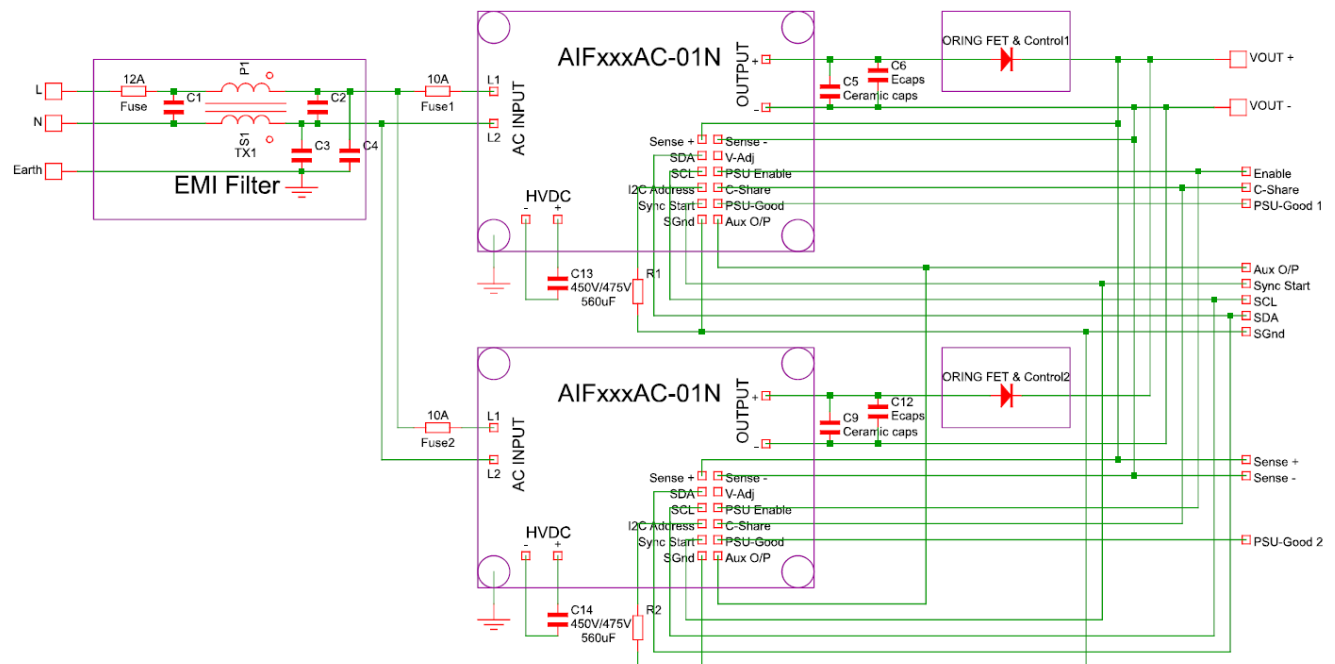 AIFxxxAC-01N
ORING FET & Control1
L
12A
Fuse
P1
C1
C2
N
S1
TX1
C3
C4
Earth
EMI Filter
10A
Fuse1
L1
L2
AC INPUT
OUTPUT
+
-
C5
Ceramic caps
C6
Ecaps
VOUT +
VOUT -
Sense +
Sense -
SDA
V-Adj
SCL
PSU Enable
I2C Address
C-Share
Sync Start
PSU-Good
SGnd
Aux O/P
HVDC
-
+
C13
450V/475V
560uF
R1
Enable
C-Share
PSU-Good 1
Aux O/P
Sync Start
SCL
SDA
SGnd
AIFxxxAC-01N
ORING FET & Control2
10A
Fuse2
L1
L2
AC INPUT
OUTPUT
+
-
C9
Ceramic caps
C12
Ecaps
Sense +
Sense -
SDA
V-Adj
SCL
PSU Enable
I2C Address
C-Share
Sync Start
PSU-Good
SGnd
Aux O/P
HVDC
-
+
C14
450V/475V
560uF
R2
Sense +
Sense -
PSU-Good 2